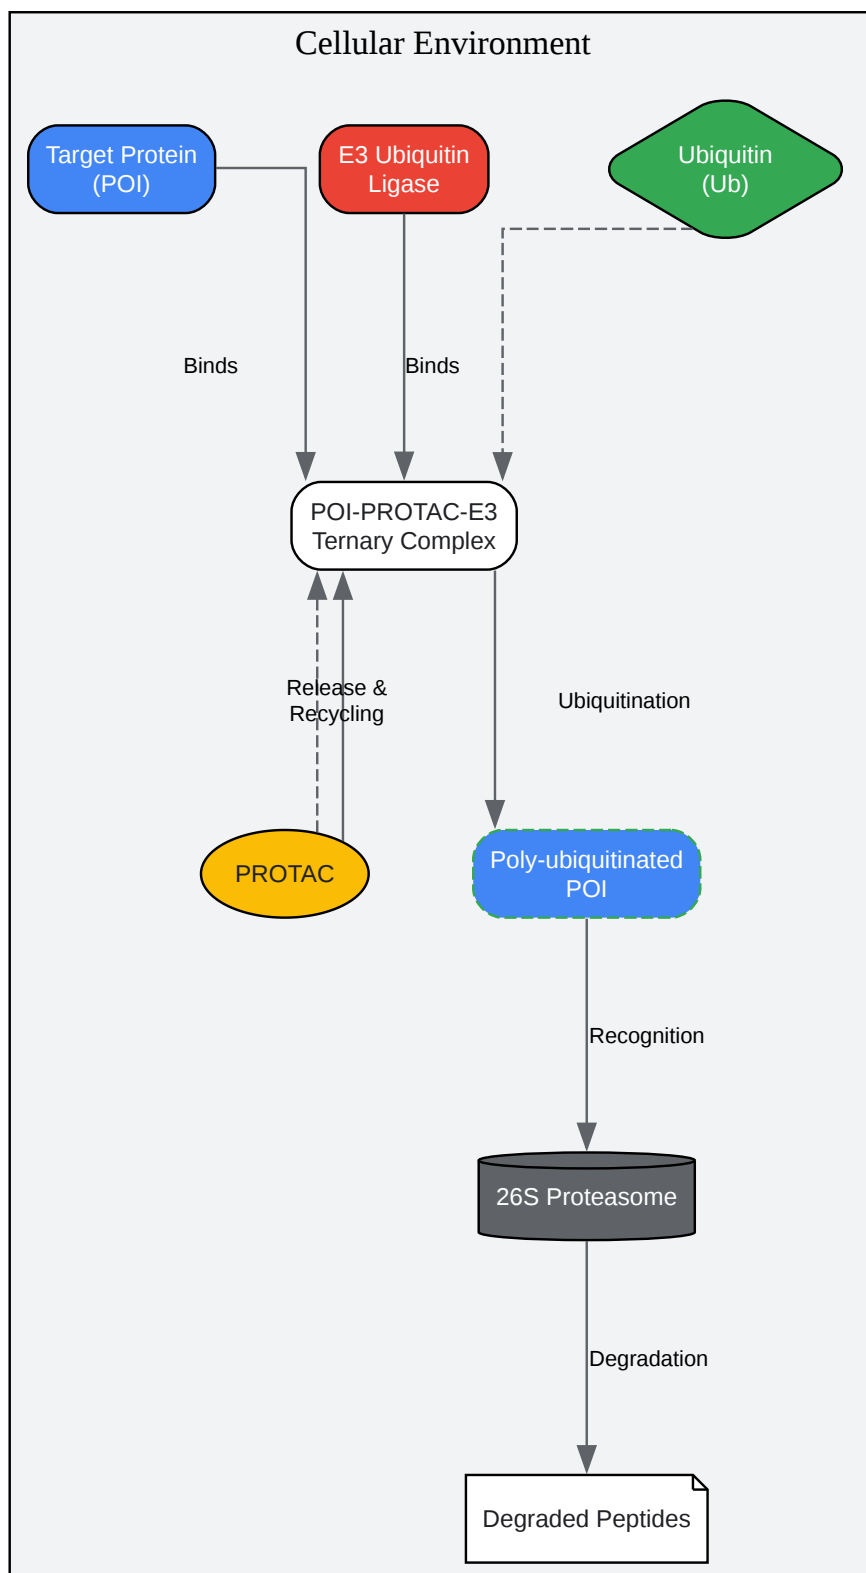 Cellular Environment
Target Protein
(POI)
E3 Ubiquitin
Ligase
Ubiquitin
(Ub)
Binds
Binds
POI-PROTAC-E3
Ternary Complex
Release &
Recycling
Ubiquitination
PROTAC
Poly-ubiquitinated
POI
Recognition
26S Proteasome
Degradation
Degraded Peptides